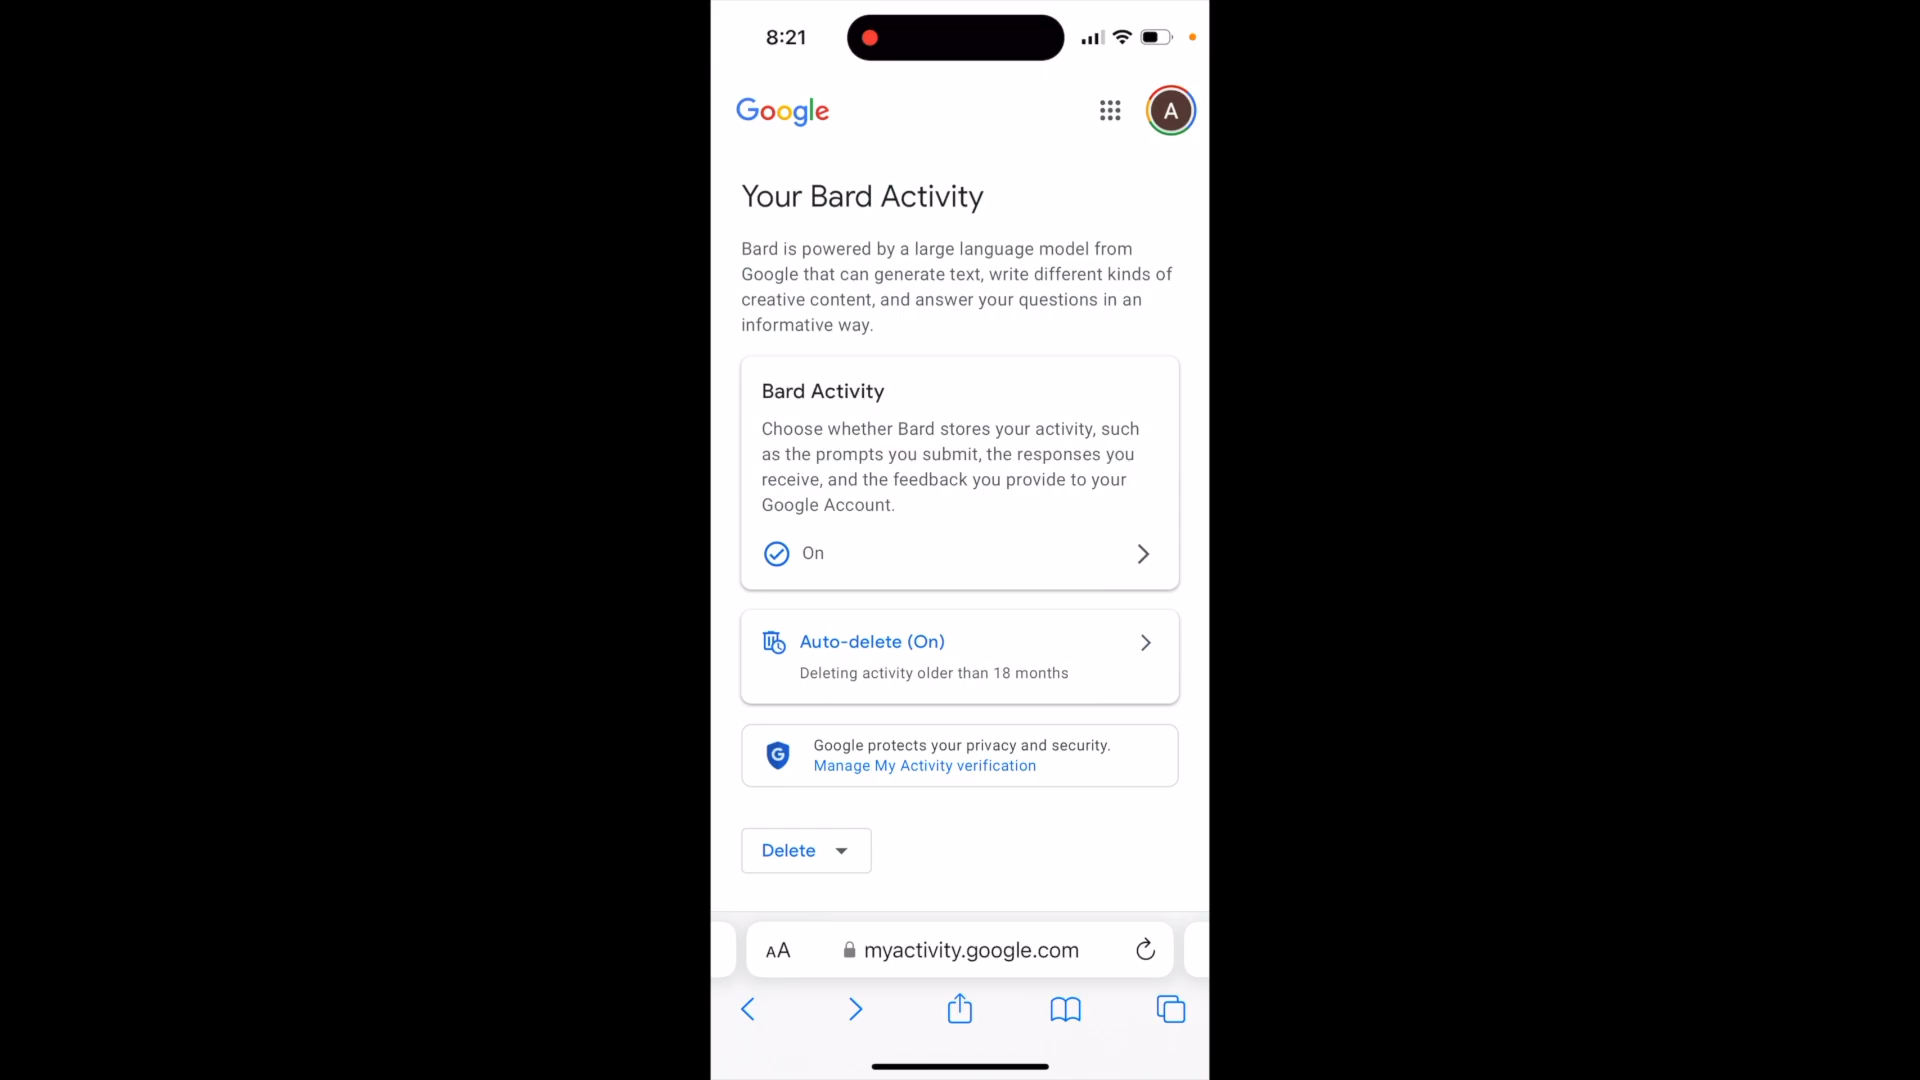 8:21
Google
A
Your Bard Activity
Bard is powered by a large language model from
Google that can generate text, write different kinds of
creative content, and answer your questions in an
informative way.
Bard Activity
Choose whether Bard stores your activity, such
as the prompts you submit, the responses you
receive, and the feedback you provide to your
Google Account.
On
Auto-delete (On)
Deleting activity older than 18 months
G
Google protects your privacy and security.
Manage My Activity verification
Delete
AA
myactivity.google.com